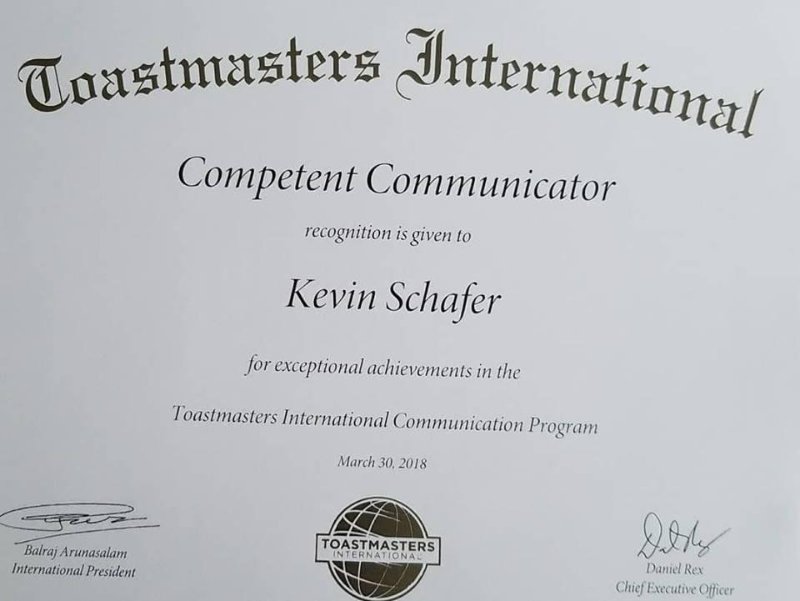 Toastmasters International
Competent Communicator
recognition is given to
Kevin Schafer
for exceptional achievements in the
Toastmasters International Communication Program
March 30, 2018
Balraj Arunasalam
International President
TOASTMASTERS
INTERNATIONAL
Daniel Rex
Chief Executive Officer